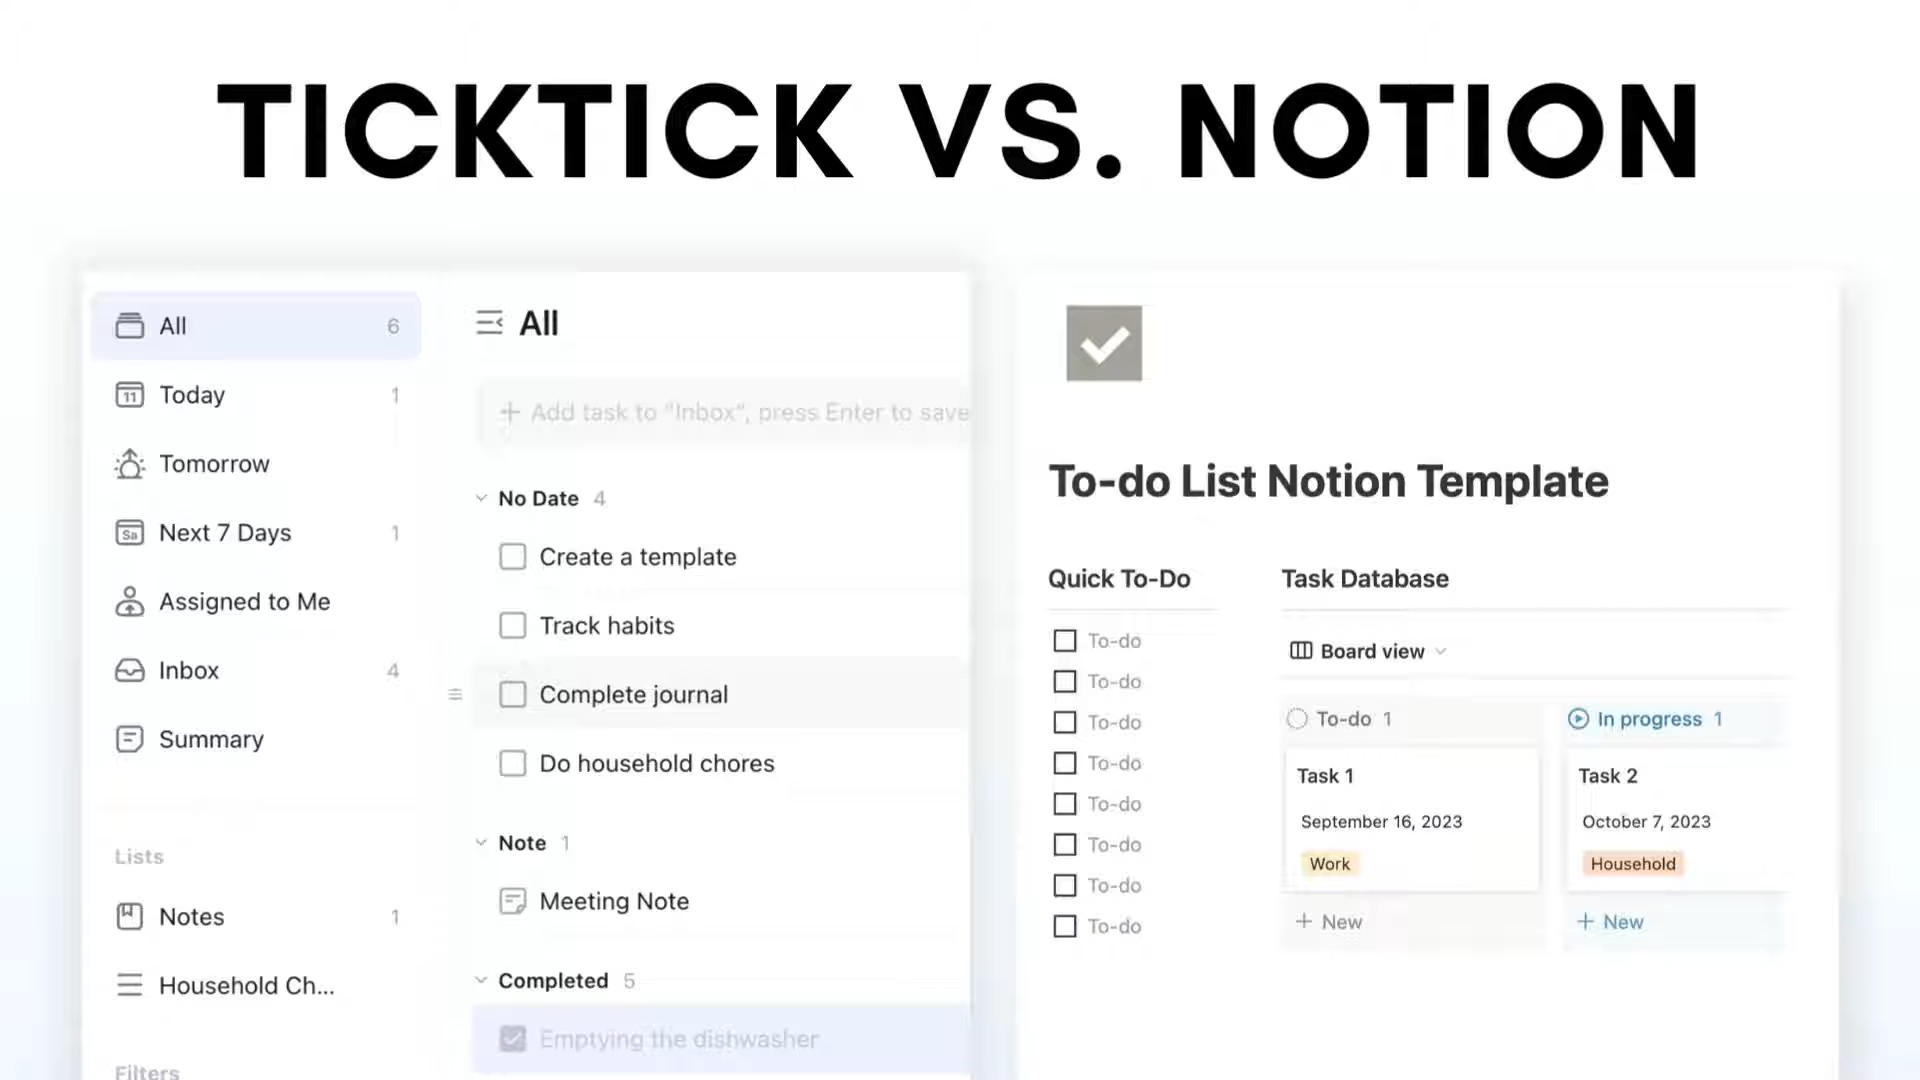 TICKTICK VS. NOTION
All 6
Today 1
Tomorrow
Next 7 Days 1
Assigned to Me
Inbox 4
Summary
Lists
Notes 1
Household Ch...
Filters
All
+ Add task to "Inbox", press Enter to save
No Date 4
Create a template
Track habits
Complete journal
Do household chores
Note 1
Meeting Note
Completed 5
Emptying the dishwasher
To-do List Notion Template
Quick To-Do
To-do
To-do
To-do
To-do
To-do
To-do
To-do
To-do
Task Database
Board view
To-do 1
Task 1
September 16, 2023
Work
+ New
In progress 1
Task 2
October 7, 2023
Household
+ New
11
Sa